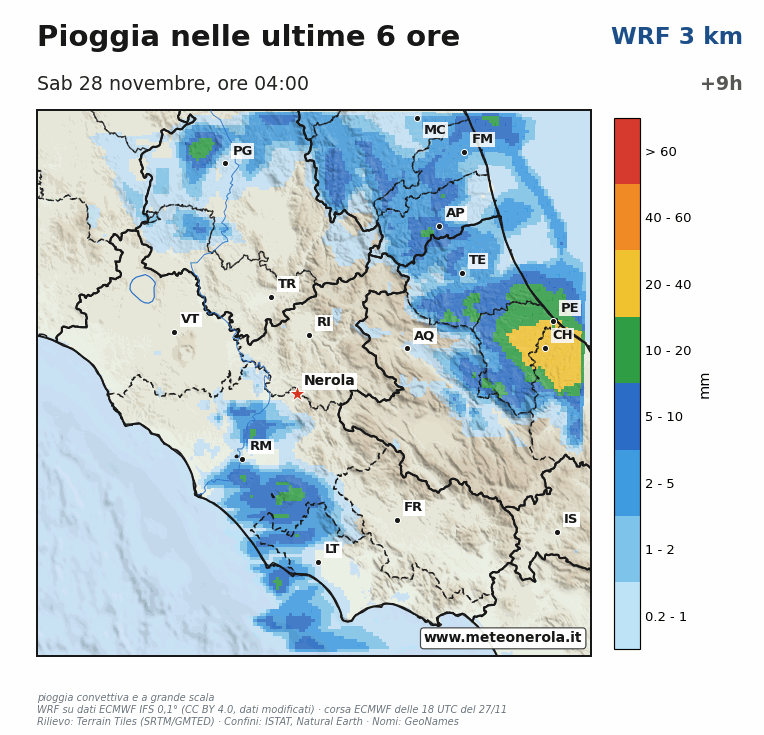 Pioggia nelle ultime 6 ore
WRF 3 km
Sab 28 novembre, ore 04:00
+9h
MC
FM
PG
AP
TE
TR
PE
VT
RI
CH
AQ
Nerola
RM
FR
IS
LT
www.meteonerola.it
> 60
40 - 60
20 - 40
10 - 20
5 - 10
2 - 5
1 - 2
0.2 - 1
mm
pioggia convettiva e a grande scala
WRF su dati ECMWF IFS 0,1° (CC BY 4.0, dati modificati) · corsa ECMWF delle 18 UTC del 27/11
Rilievo: Terrain Tiles (SRTM/GMTED) · Confini: ISTAT, Natural Earth · Nomi: GeoNames